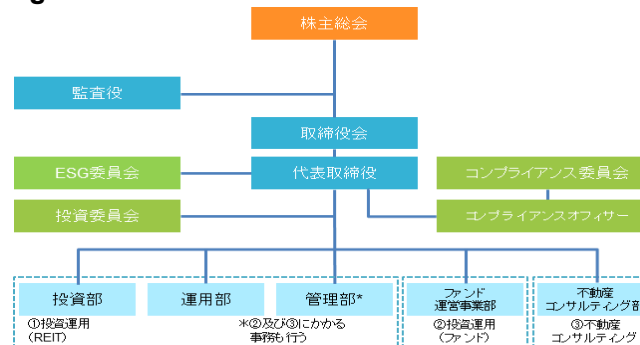 株主総会
監査役
取締役会
ESG委員会
代表取締役
コンプライアンス委員会
投資委員会
コンプライアンスオフィサー
投資部
運用部
管理部*
ファンド
運営事業部
不動産
コンサルティング部
①投資運用
(REIT)
*②及び③にかかる
事務も行う
②投資運用
(ファンド)
③不動産
コンサルティング